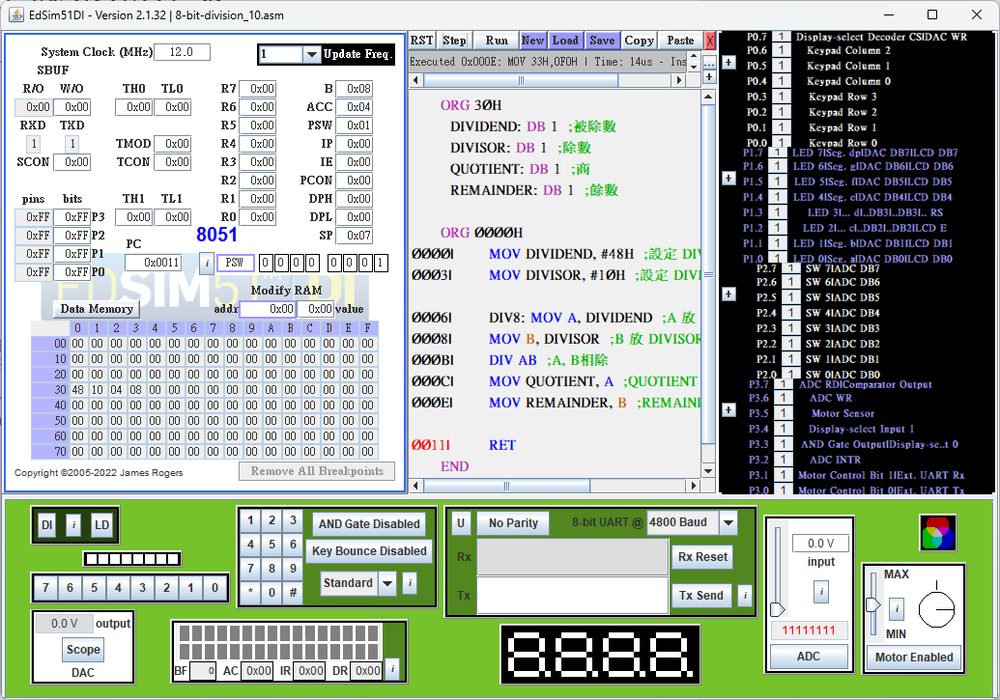 EdSim51DI - Version 2.1.32 | 8-bit-division_10.asm
System Clock (MHz) 12.0
1 Update Freq.
SBUF
R/O W/O TH0 TL0 R7 0x00 B 0x08
0x00 0x00 0x00 0x00 R6 0x00 ACC 0x04
RXD TXD R5 0x00 PSW 0x01
1 1 TMOD 0x00 R4 0x00 IP 0x00
SCON 0x00 TCON 0x00 R3 0x00 IE 0x00
R2 0x00 PCON 0x00
pins bits TH1 TL1 R1 0x00 DPH 0x00
0xFF 0xFF P3 0x00 0x00 R0 0x00 DPL 0x00
0xFF 0xFF P2 8051 SP 0x07
0xFF 0xFF P1 PC
0xFF 0xFF P0 0x0011 i PSW 0 0 0 0 0 0 0 1
EDSIM51DI
Modify RAM
Data Memory addr 0x00 0x00 value
0 1 2 3 4 5 6 7 8 9 A B C D E F
00 00 00 00 00 00 00 00 00 00 00 00 00 00 00 00 00
10 00 00 00 00 00 00 00 00 00 00 00 00 00 00 00 00
20 00 00 00 00 00 00 00 00 00 00 00 00 00 00 00 00
30 48 10 04 08 00 00 00 00 00 00 00 00 00 00 00 00
40 00 00 00 00 00 00 00 00 00 00 00 00 00 00 00 00
50 00 00 00 00 00 00 00 00 00 00 00 00 00 00 00 00
60 00 00 00 00 00 00 00 00 00 00 00 00 00 00 00 00
70 00 00 00 00 00 00 00 00 00 00 00 00 00 00 00 00
Copyright ©2005-2022 James Rogers Remove All Breakpoints
RST Step Run New Load Save Copy Paste X
Executed 0x000E: MOV 33H,0F0H | Time: 14us - Ins
...
+
ORG 30H
DIVIDEND: DB 1 ;被除數
DIVISOR: DB 1 ;除數
QUOTIENT: DB 1 ;商
REMAINDER: DB 1 ;餘數
ORG 0000H
0000| MOV DIVIDEND, #48H ;設定 DIV
0003| MOV DIVISOR, #10H ;設定 DIVI
0006| DIV8: MOV A, DIVIDEND ;A 放
0008| MOV B, DIVISOR ;B 放 DIVISOR
000B| DIV AB ;A, B相除
000C| MOV QUOTIENT, A ;QUOTIENT
000E| MOV REMAINDER, B ;REMAIN
0011| RET
END
P0.7 1 Display-select Decoder CS|DAC WR
P0.6 1 Keypad Column 2
+ P0.5 1 Keypad Column 1
P0.4 1 Keypad Column 0
P0.3 1 Keypad Row 3
P0.2 1 Keypad Row 2
P0.1 1 Keypad Row 1
P0.0 1 Keypad Row 0
P1.7 1 LED 7|Seg. dp|DAC DB7|LCD DB7
P1.6 1 LED 6|Seg. g|DAC DB6|LCD DB6
+ P1.5 1 LED 5|Seg. f|DAC DB5|LCD DB5
P1.4 1 LED 4|Seg. e|DAC DB4|LCD DB4
P1.3 1 LED 3|... d|..DB3|..DB3|.. RS
P1.2 1 LED 2|... c|..DB2|..DB2|LCD E
P1.1 1 LED 1|Seg. b|DAC DB1|LCD DB1
P1.0 1 LED 0|Seg. a|DAC DB0|LCD DB0
P2.7 1 SW 7|ADC DB7
P2.6 1 SW 6|ADC DB6
+ P2.5 1 SW 5|ADC DB5
P2.4 1 SW 4|ADC DB4
P2.3 1 SW 3|ADC DB3
P2.2 1 SW 2|ADC DB2
P2.1 1 SW 1|ADC DB1
P2.0 1 SW 0|ADC DB0
P3.7 1 ADC RD|Comparator Output
P3.6 1 ADC WR
+ P3.5 1 Motor Sensor
P3.4 1 Display-select Input 1
P3.3 1 AND Gate Output|Display-se..t 0
P3.2 1 ADC INTR
P3.1 1 Motor Control Bit 1|Ext. UART Rx
P3.0 1 Motor Control Bit 0|Ext. UART Tx
DI i LD
7 6 5 4 3 2 1 0
0.0 V output
Scope
DAC
1 2 3 AND Gate Disabled
4 5 6 Key Bounce Disabled
7 8 9 Standard i
* 0 #
BF 0 AC 0x00 IR 0x00 DR 0x00 i
U No Parity 8-bit UART @ 4800 Baud
Rx Rx Reset
Tx Tx Send i
8.8.8.8.
0.0 V
input
i
11111111
ADC
MAX
i
MIN
Motor Enabled